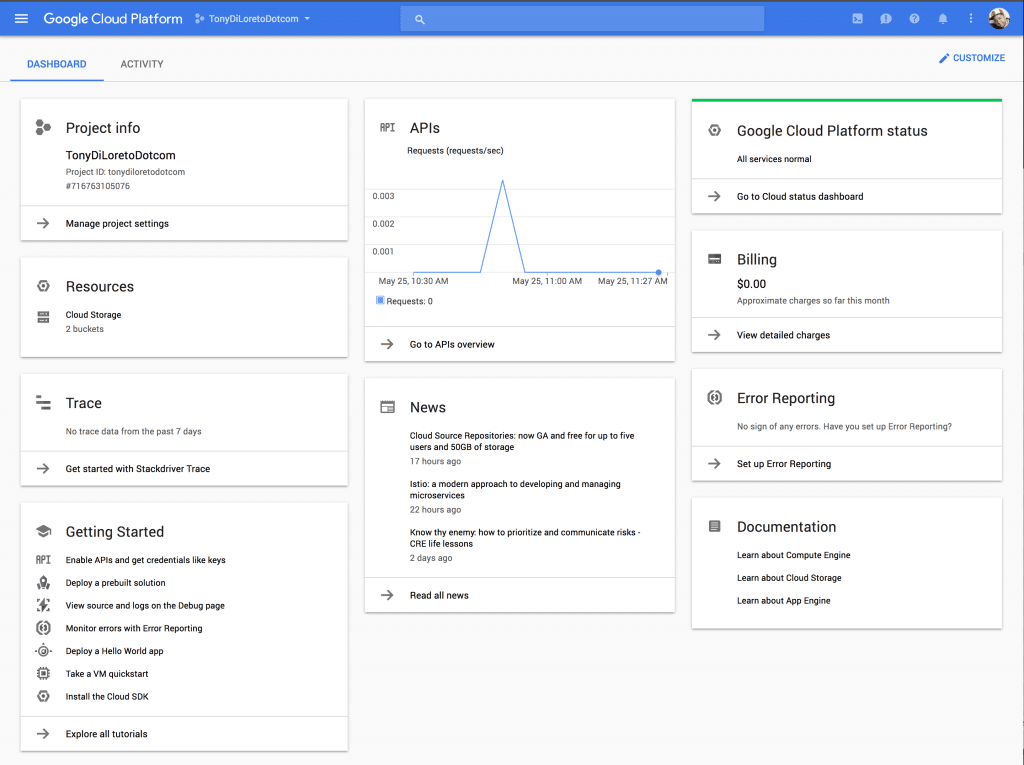 Google Cloud Platform TonyDiLoretoDotcom
DASHBOARD ACTIVITY CUSTOMIZE
Project info
TonyDiLoretoDotcom
Project ID: tonydiloretodotcom
#716763105076
Manage project settings
Resources
Cloud Storage
2 buckets
Trace
No trace data from the past 7 days
Get started with Stackdriver Trace
Getting Started
API Enable APIs and get credentials like keys
Deploy a prebuilt solution
View source and logs on the Debug page
Monitor errors with Error Reporting
Deploy a Hello World app
Take a VM quickstart
Install the Cloud SDK
Explore all tutorials
API APIs
Requests (requests/sec)
0.003
0.002
0.001
May 25, 10:30 AM May 25, 11:00 AM May 25, 11:27 AM
Requests: 0
Go to APIs overview
News
Cloud Source Repositories: now GA and free for up to five
users and 50GB of storage
17 hours ago
Istio: a modern approach to developing and managing
microservices
22 hours ago
Know thy enemy: how to prioritize and communicate risks -
CRE life lessons
2 days ago
Read all news
Google Cloud Platform status
All services normal
Go to Cloud status dashboard
Billing
$0.00
Approximate charges so far this month
View detailed charges
Error Reporting
No sign of any errors. Have you set up Error Reporting?
Set up Error Reporting
Documentation
Learn about Compute Engine
Learn about Cloud Storage
Learn about App Engine